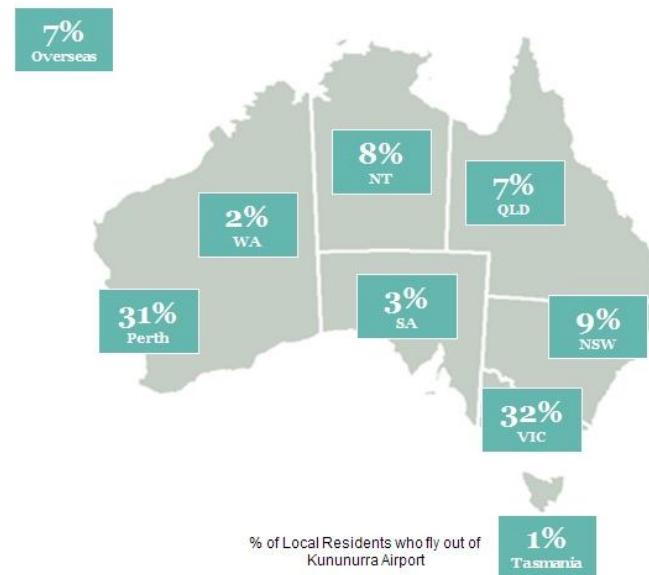 7%
Overseas
8%
NT
7%
QLD
2%
WA
3%
SA
31%
Perth
9%
NSW
32%
VIC
1%
Tasmania
% of Local Residents who fly out of
Kununurra Airport